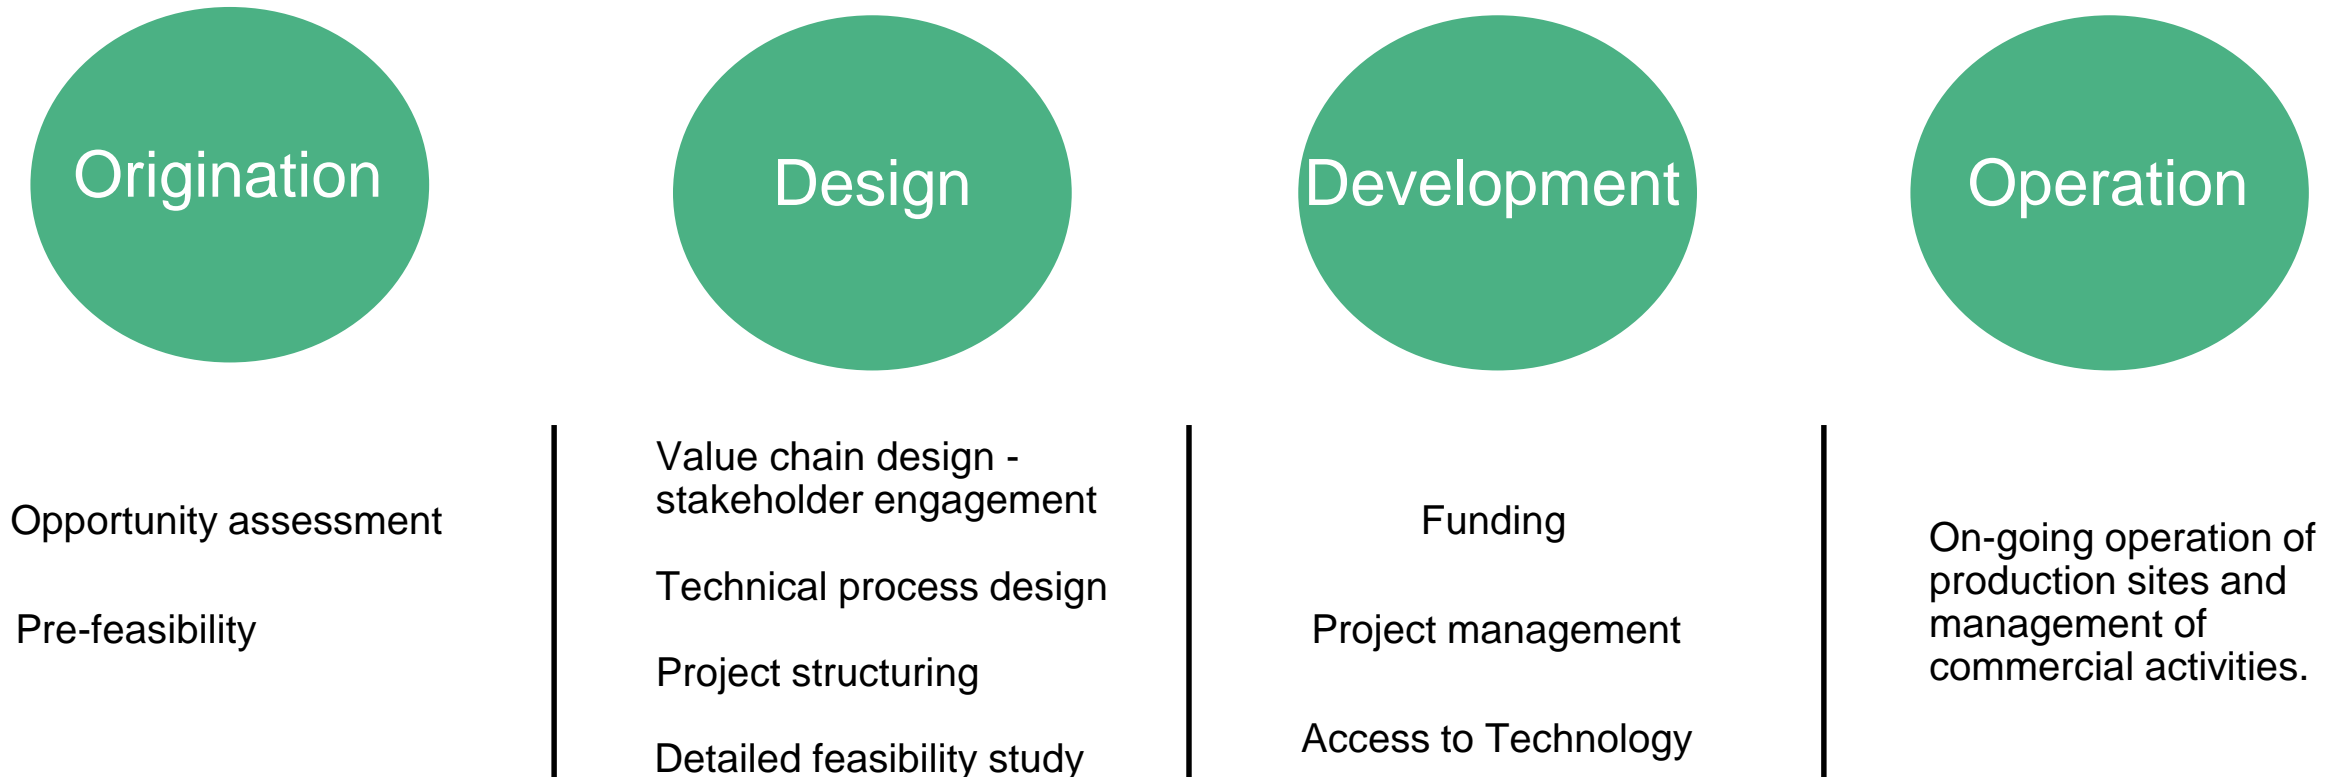 Origination
Design
Development
Operation
Opportunity assessment
Pre-feasibility
Value chain design -
stakeholder engagement
Technical process design
Project structuring
Detailed feasibility study
Funding
Project management
Access to Technology
On-going operation of
production sites and
management of
commercial activities.